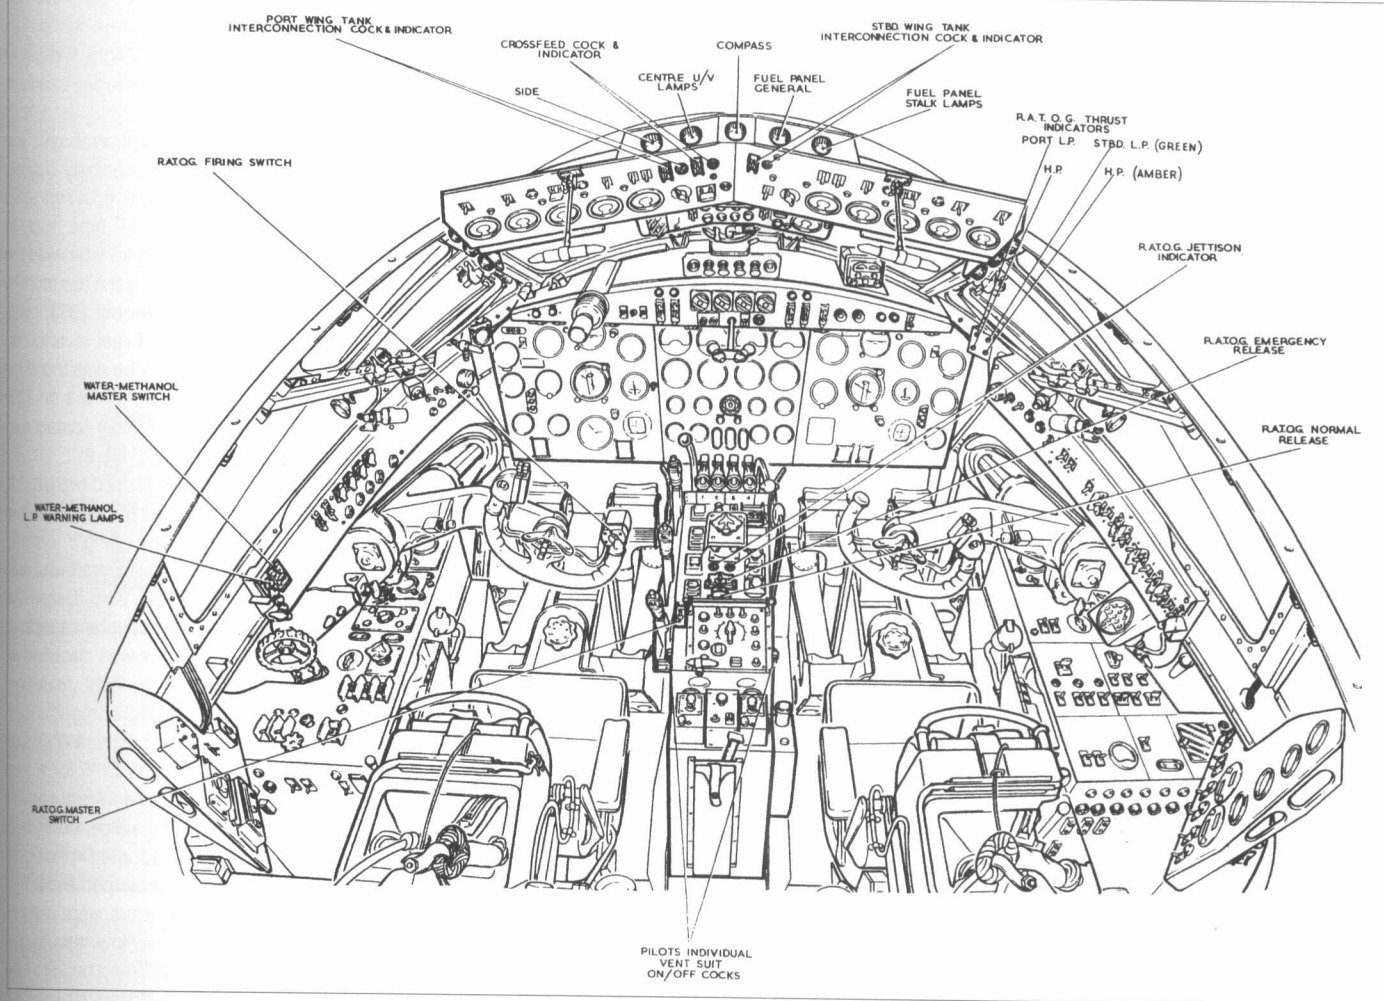 PORT WING TANK
INTERCONNECTION COCK & INDICATOR
CROSSFEED COCK &
INDICATOR
COMPASS
STBD. WING TANK
INTERCONNECTION COCK & INDICATOR
SIDE
CENTRE U/V
LAMPS
FUEL PANEL
GENERAL
FUEL PANEL
STALK LAMPS
R.A.T.O.G. THRUST
INDICATORS
PORT L.P.
STBD. L.P. (GREEN)
H.P.
H.P. (AMBER)
R.A.T.O.G. FIRING SWITCH
R.A.T.O.G. JETTISON
INDICATOR
R.A.T.O.G. EMERGENCY
RELEASE
WATER-METHANOL
MASTER SWITCH
R.A.T.O.G. NORMAL
RELEASE
WATER-METHANOL
L.P. WARNING LAMPS
R.A.T.O.G. MASTER
SWITCH
PILOTS INDIVIDUAL
VENT SUIT
ON/OFF COCKS